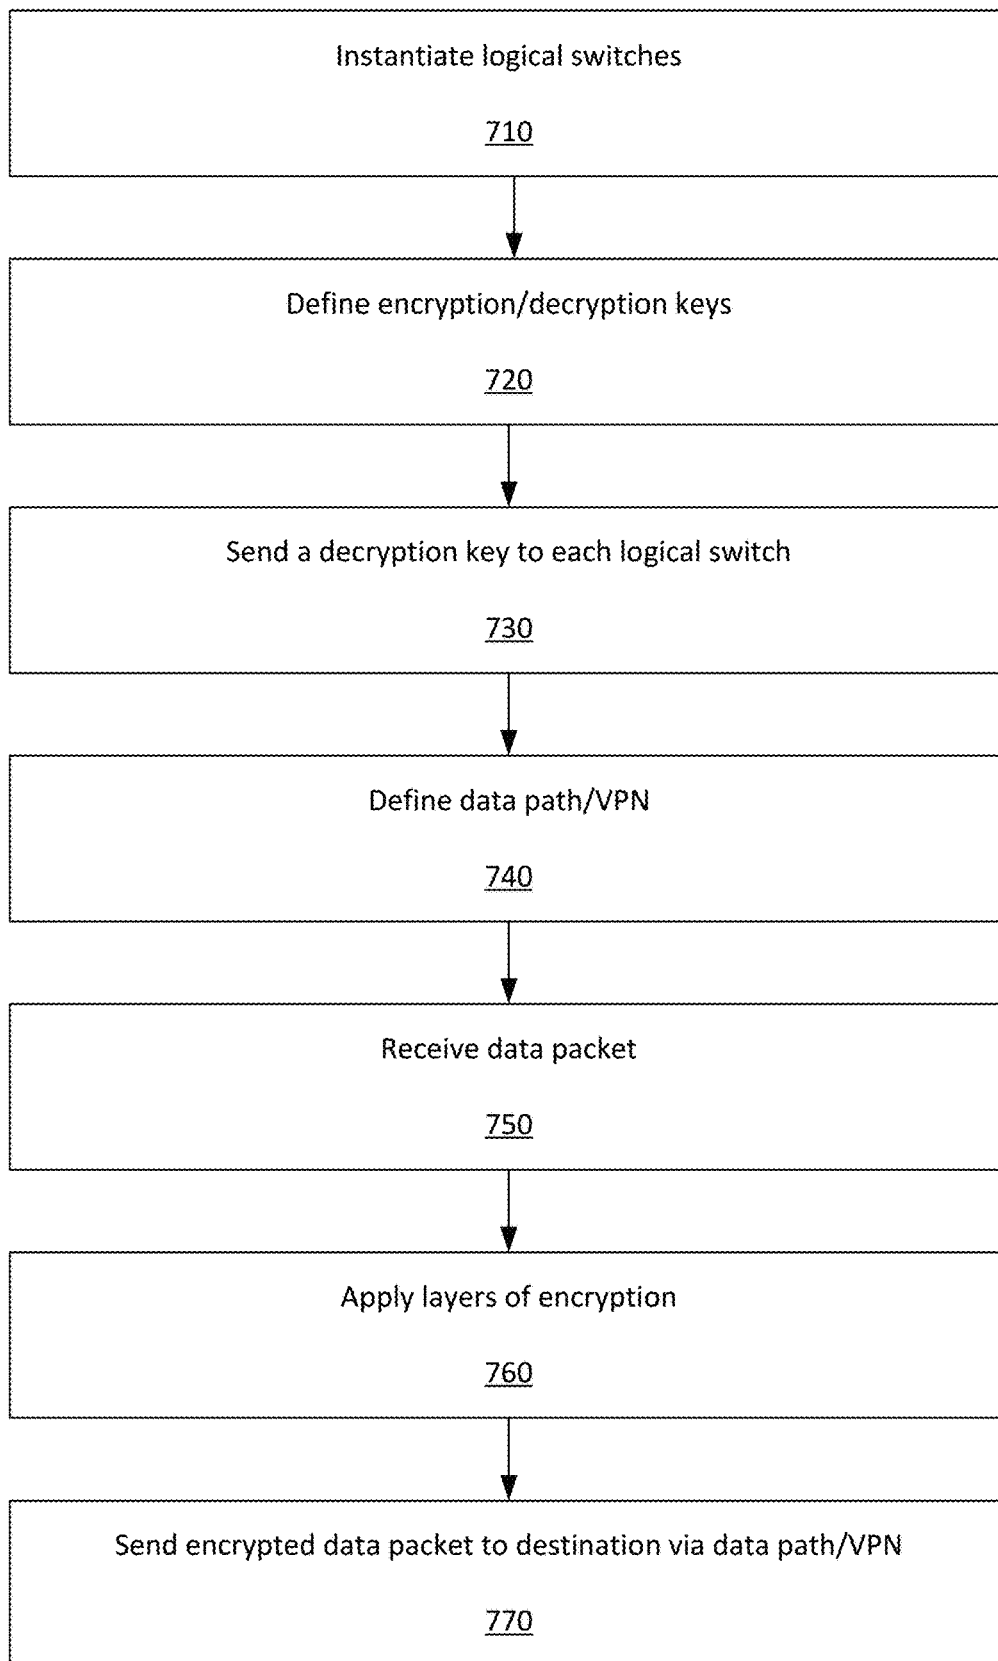 Instantiate logical switches
710
Define encryption/decryption keys
720
Send a decryption key to each logical switch
730
Define data path/VPN
740
Receive data packet
750
Apply layers of encryption
760
Send encrypted data packet to destination via data path/VPN
770